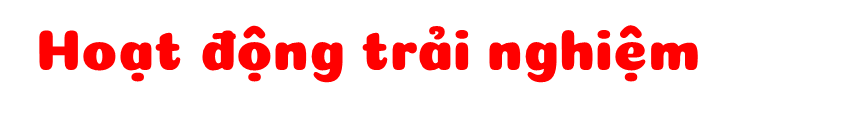 Hoạt động trải nghiệm